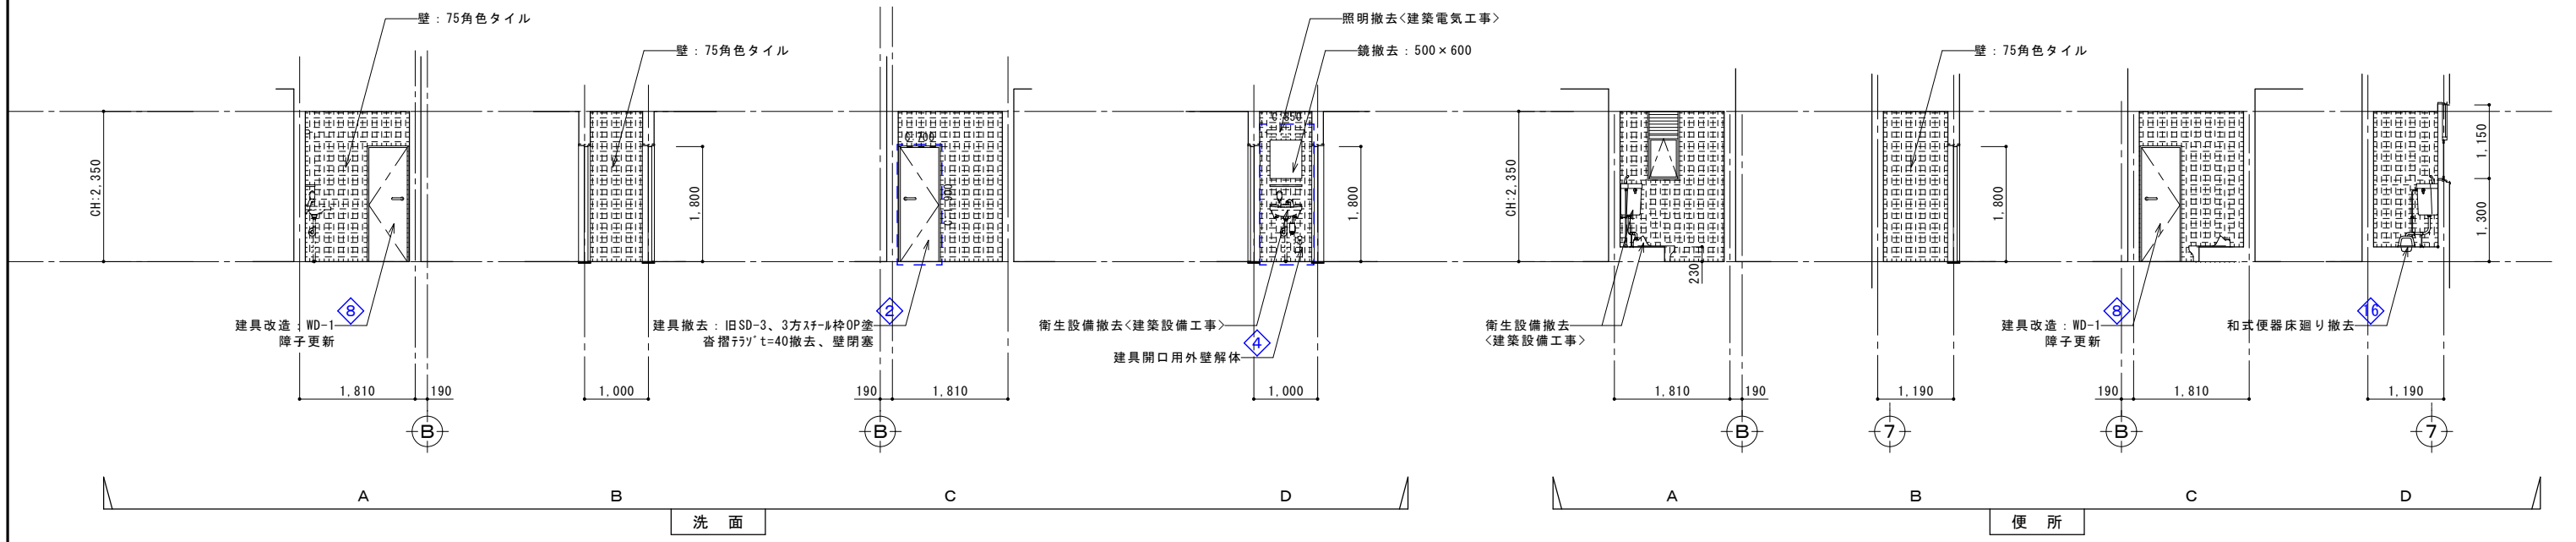 壁：75角色タイル
壁：75角色タイル
照明撤去<建築電気工事>
鏡撤去：500×600
壁：75角色タイル
CH:2,350
C 700
C 1,900
1,800
C 850
1,800
CH:2,350
230
1,800
1,150
1,300
8
建具改造：WD-1
障子更新
2
建具撤去：旧SD-3、3方ｽﾁｰﾙ枠OP塗
沓摺ﾃﾗｿﾞt=40撤去、壁閉塞
衛生設備撤去<建築設備工事>
4
建具開口用外壁解体
衛生設備撤去
<建築設備工事>
8
建具改造：WD-1
障子更新
16
和式便器床廻り撤去
1,810 190
1,000
190 1,810
1,000
1,810 190
1,190
190 1,810
1,190
B
B
B
7
B
7
A B C D
洗 面
A B C D
便 所